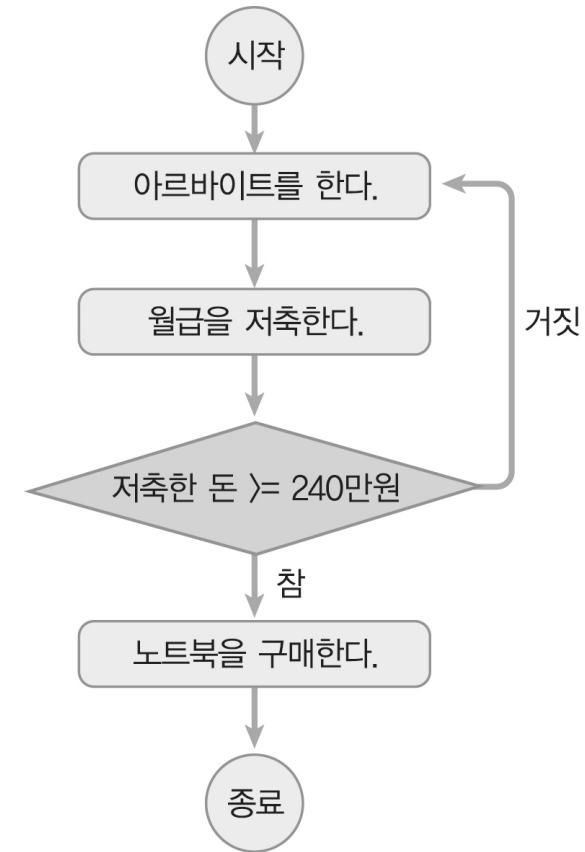 시작
아르바이트를 한다.
월급을 저축한다.
거짓
저축한 돈 >= 240만원
참
노트북을 구매한다.
종료